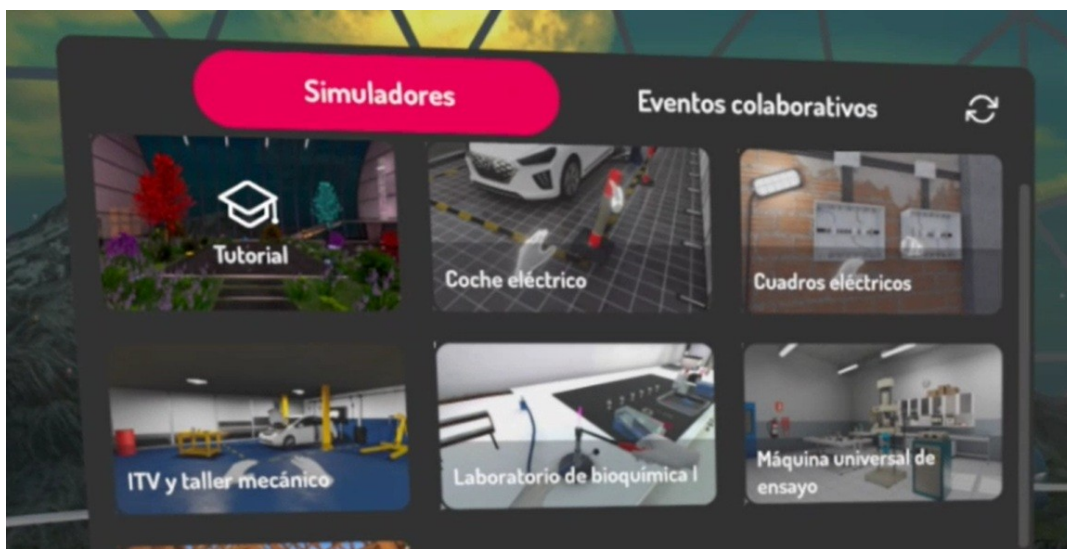 Simuladores
Eventos colaborativos
Tutorial
Coche eléctrico
Cuadros eléctricos
ITV y taller mecánico
Laboratorio de bioquímica I
Máquina universal de
ensayo